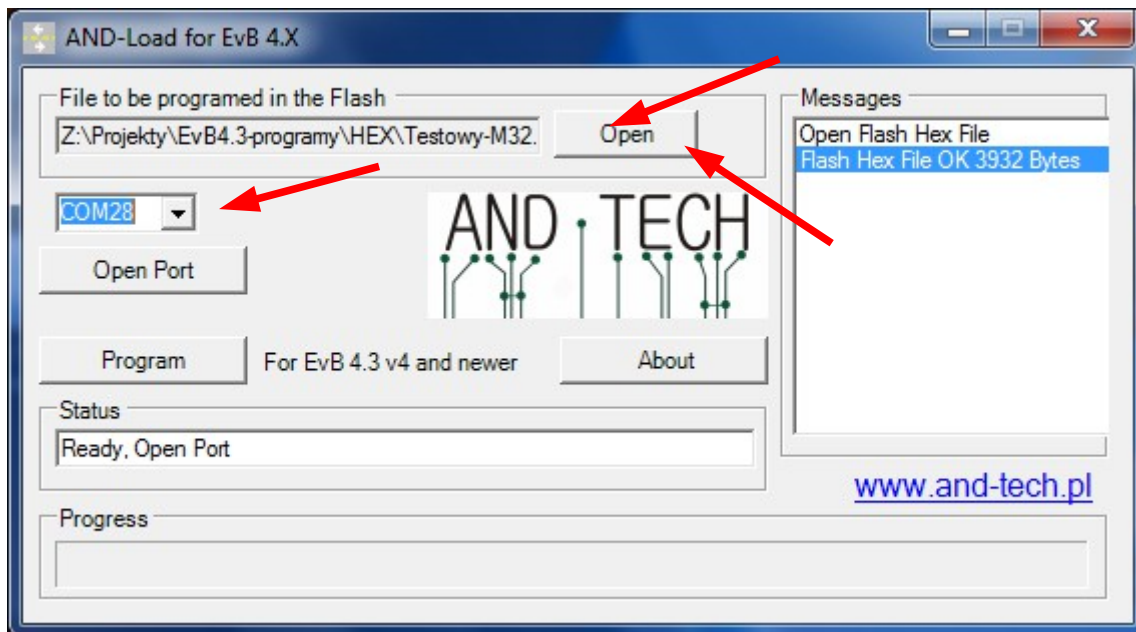 AND-Load for EvB 4.X
File to be programed in the Flash
Z:\Projekty\EvB4.3-programy\HEX\Testowy-M32.
Open
Messages
Open Flash Hex File
Flash Hex File OK 3932 Bytes
COM28
AND TECH
Open Port
Program
For EvB 4.3 v4 and newer
About
Status
Ready, Open Port
www.and-tech.pl
Progress